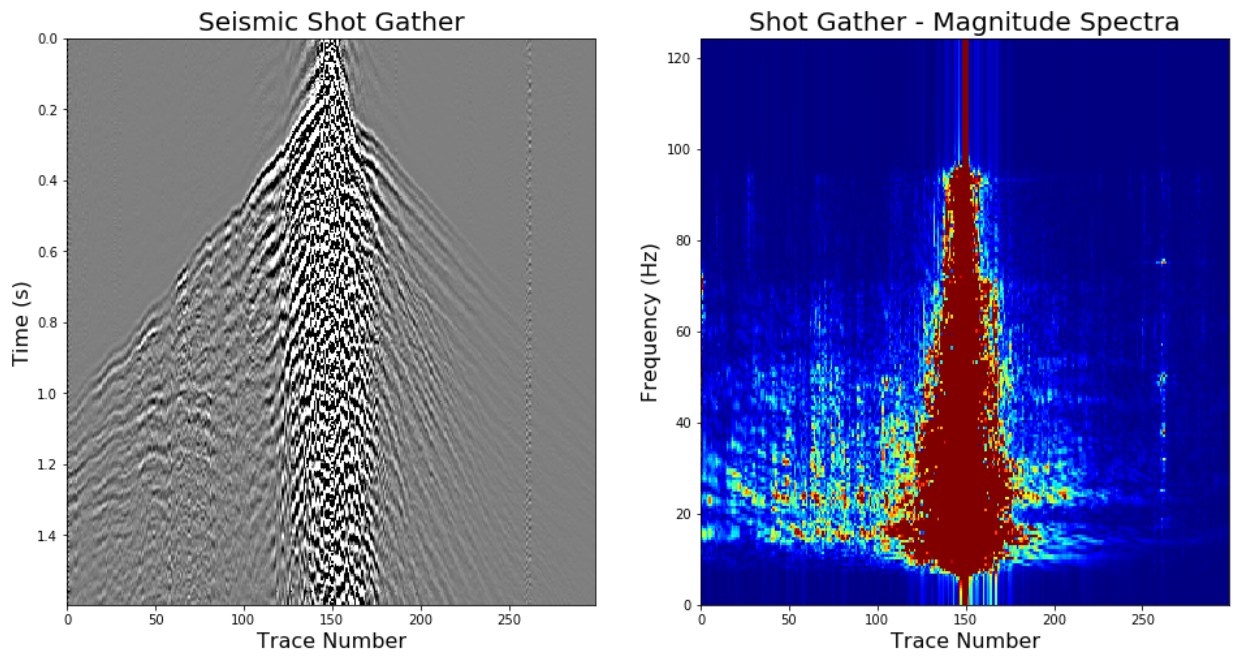 Seismic Shot Gather
Time (s)
0.0
0.2
0.4
0.6
0.8
1.0
1.2
1.4
0 50 100 150 200 250
Trace Number
Shot Gather - Magnitude Spectra
Frequency (Hz)
120
100
80
60
40
20
0
0 50 100 150 200 250
Trace Number